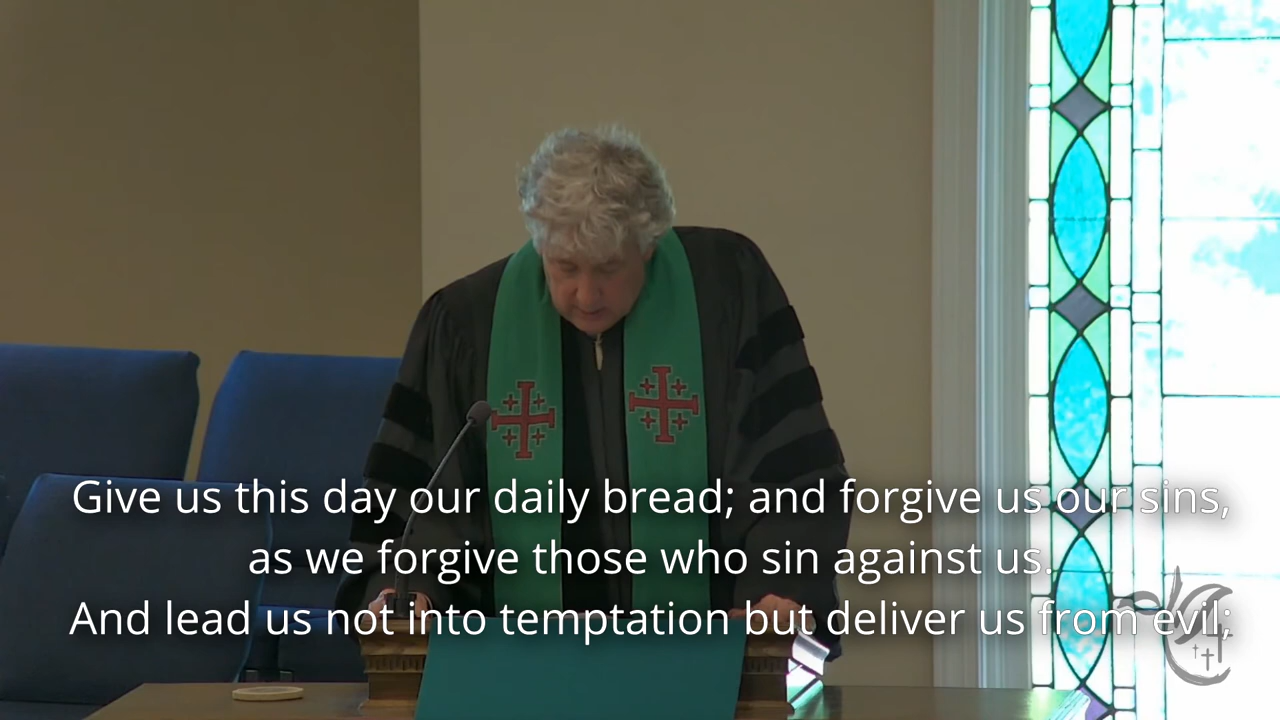 Give us this day our daily bread; and forgive us our sins,
as we forgive those who sin against us.
And lead us not into temptation but deliver us from evil;